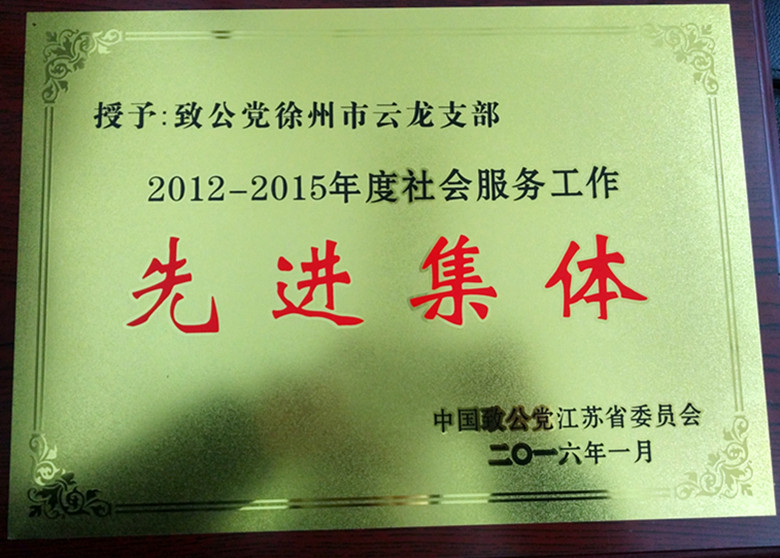 授予:致公党徐州市云龙支部
2012-2015年度社会服务工作
先进集体
中国致公党江苏省委员会
二〇一六年一月